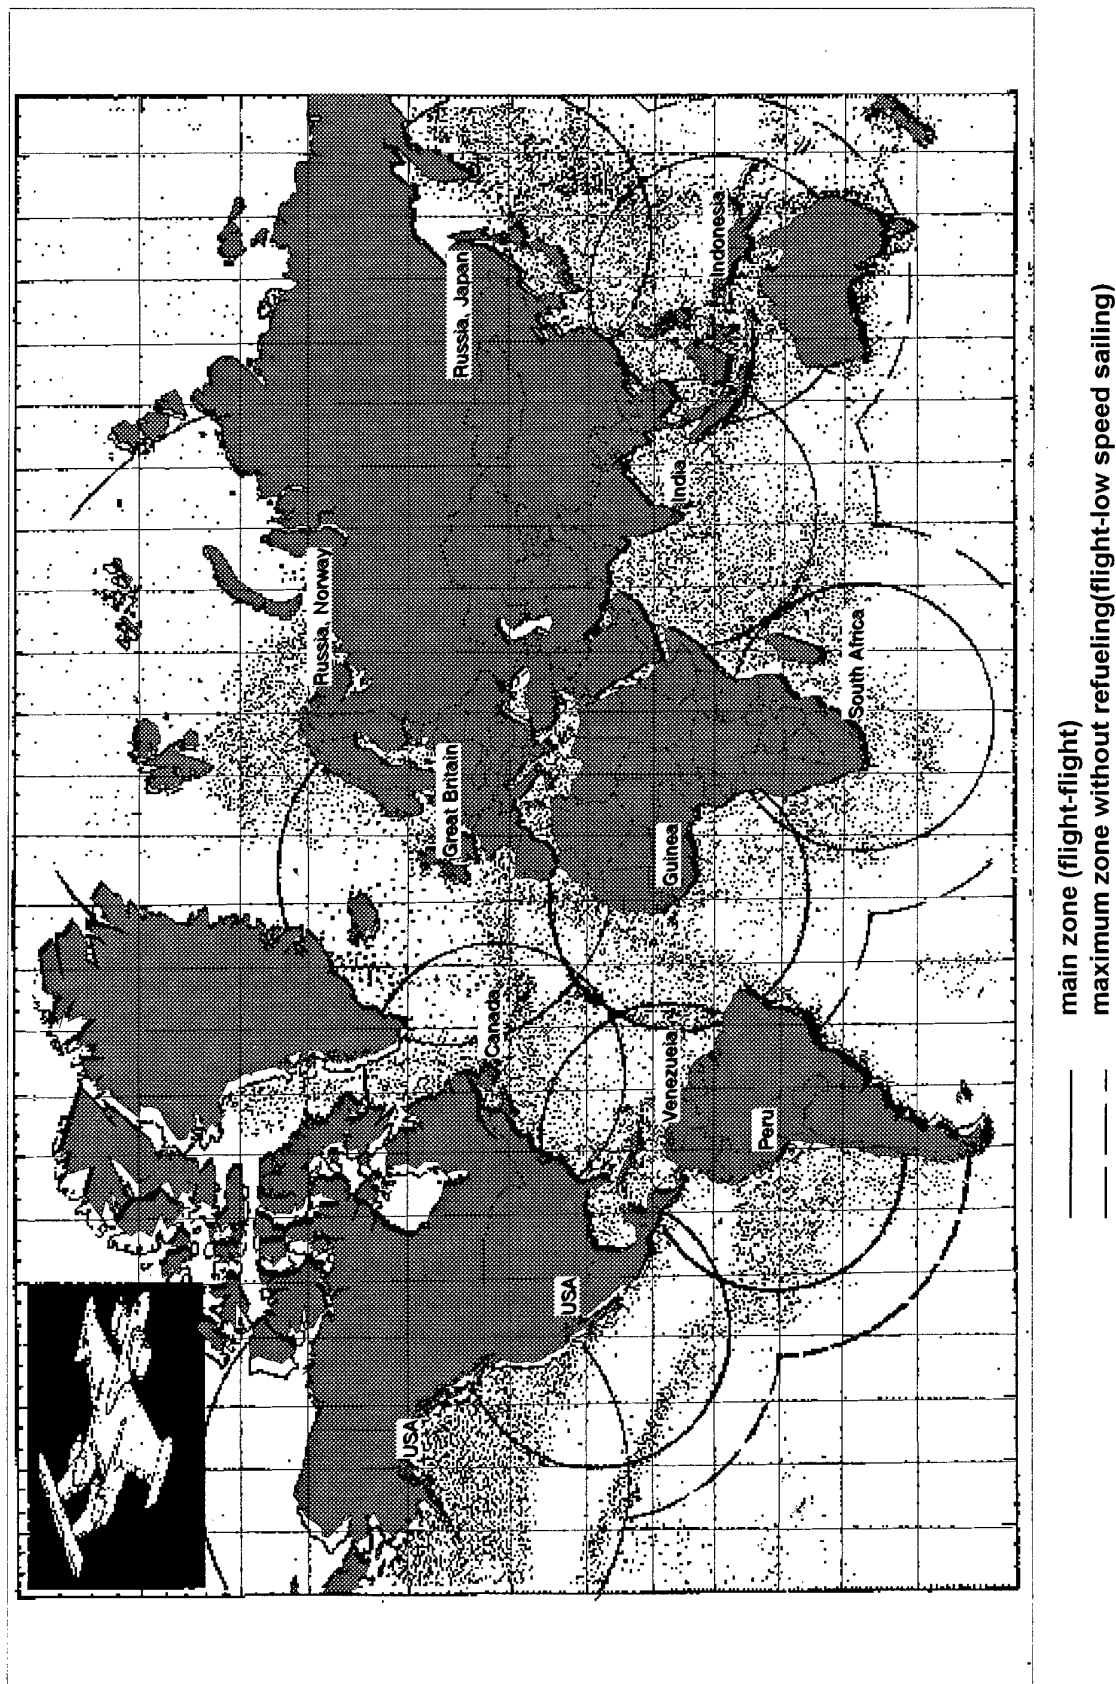 Russia, Norway
USA
Great Britain
Russia, Japan
Canada
USA
Venezuela
Guinea
India
Indonesia
Peru
South Africa
main zone (flight-flight)
maximum zone without refueling(flight-low speed sailing)